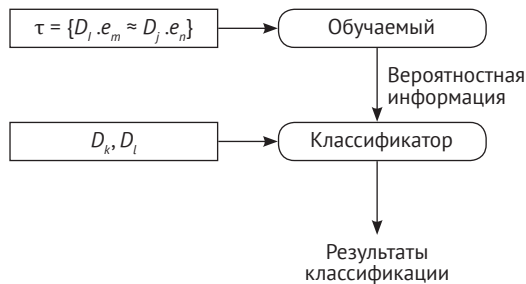 τ = {D_l.e_m ≈ D_j.e_n}
Обучаемый
Вероятностная
информация
D_k, D_l
Классификатор
Результаты
классификации